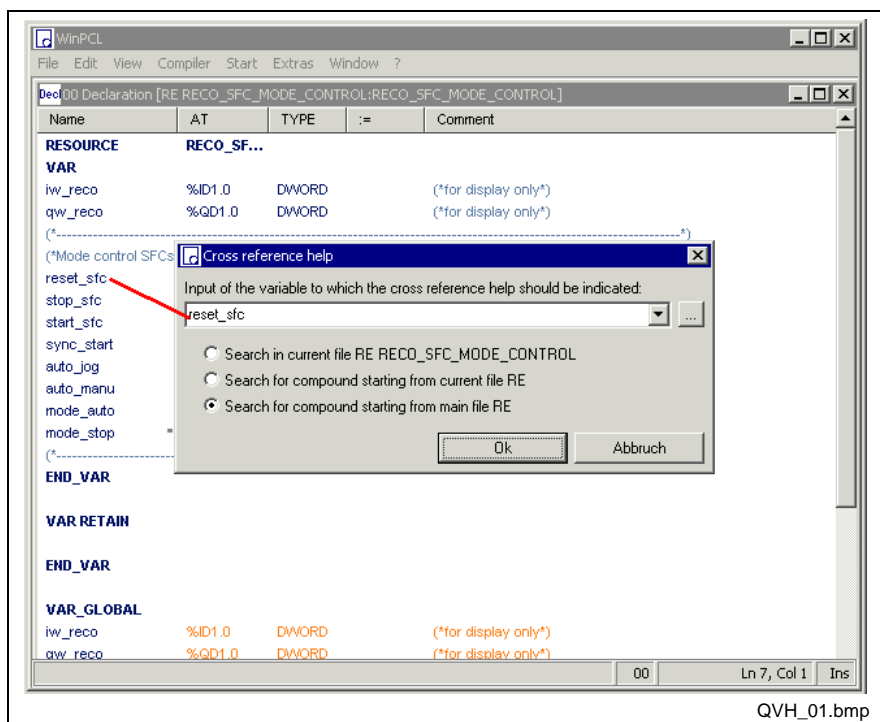 WinPCL
File Edit View Compiler Start Extras Window ?
Decl 00 Declaration [RE RECO_SFC_MODE_CONTROL:RECO_SFC_MODE_CONTROL]
Name AT TYPE := Comment
RESOURCE RECO_SF...
VAR
iw_reco %ID1.0 DWORD (*for display only*)
qw_reco %QD1.0 DWORD (*for display only*)
(*--------------------------------------------------------------------------------*)
(*Mode control SFCs
Cross reference help
Input of the variable to which the cross reference help should be indicated:
reset_sfc
...
Search in current file RE RECO_SFC_MODE_CONTROL
Search for compound starting from current file RE
Search for compound starting from main file RE
Ok Abbruch
reset_sfc
stop_sfc
start_sfc
sync_start
auto_jog
auto_manu
mode_auto
mode_stop "
(*--------------------
END_VAR
VAR RETAIN
END_VAR
VAR_GLOBAL
iw_reco %ID1.0 DWORD (*for display only*)
qw_reco %QD1.0 DWORD (*for display only*)
00 Ln 7, Col 1 Ins
QVH_01.bmp